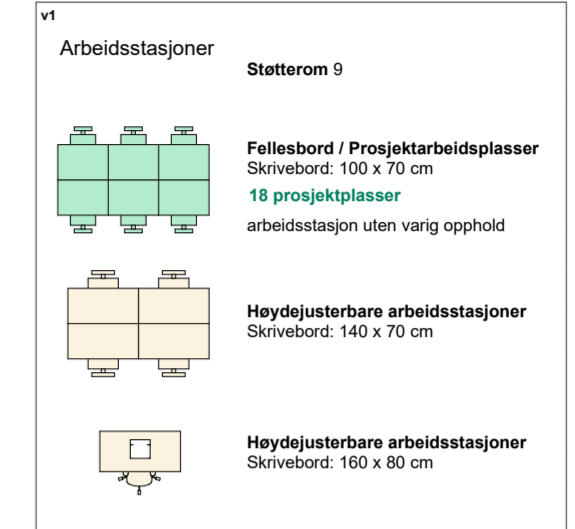 v1
Arbeidsstasjoner
Støtterom 9
Fellesbord / Prosjektarbeidsplasser
Skrivebord: 100 x 70 cm
18 prosjektplasser
arbeidsstasjon uten varig opphold
Høydejusterbare arbeidsstasjoner
Skrivebord: 140 x 70 cm
Høydejusterbare arbeidsstasjoner
Skrivebord: 160 x 80 cm